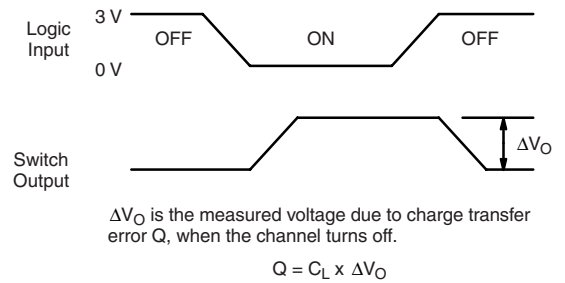 3 V
Logic
Input
OFF
ON
OFF
0 V
Switch
Output
ΔVO
ΔVO is the measured voltage due to charge transfer
error Q, when the channel turns off.
Q = CL x ΔVO